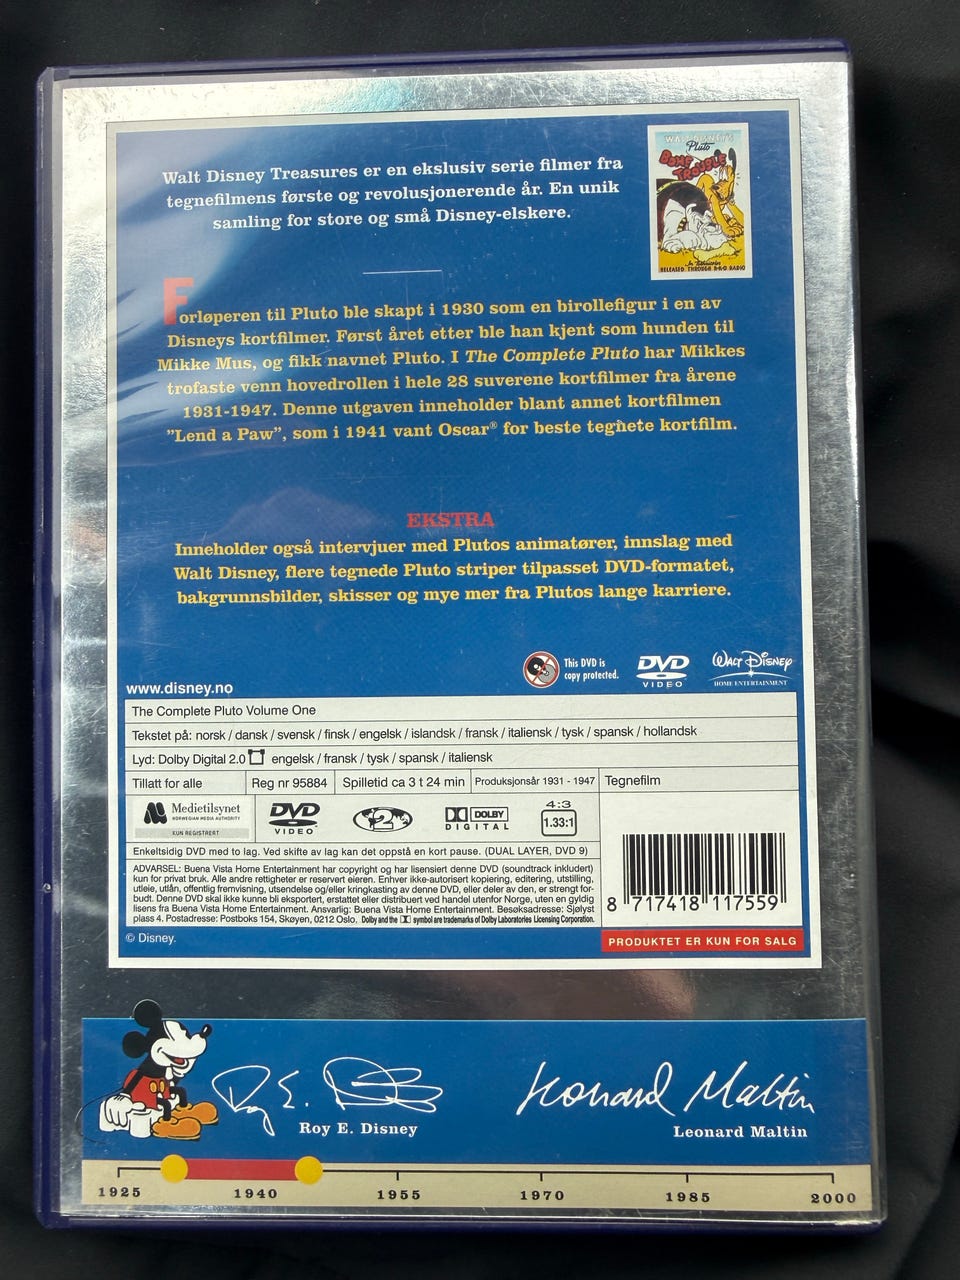 Walt Disney Treasures er en ekslusiv serie filmer fra
tegnefilmens første og revolusjonerende år. En unik
samling for store og små Disney-elskere.
WALT DISNEY'S
Pluto
BONE TROUBLE
In Technicolor
RELEASED THROUGH RKO RADIO
Forløperen til Pluto ble skapt i 1930 som en birollefigur i en av
Disneys kortfilmer. Først året etter ble han kjent som hunden til
Mikke Mus, og fikk navnet Pluto. I The Complete Pluto har Mikkes
trofaste venn hovedrollen i hele 28 suverene kortfilmer fra årene
1931-1947. Denne utgaven inneholder blant annet kortfilmen
"Lend a Paw", som i 1941 vant Oscar® for beste tegnete kortfilm.
EKSTRA
Inneholder også intervjuer med Plutos animatører, innslag med
Walt Disney, flere tegnede Pluto striper tilpasset DVD-formatet,
bakgrunnsbilder, skisser og mye mer fra Plutos lange karriere.
www.disney.no
This DVD is
copy protected.
DVD
VIDEO
WALT DISNEY
HOME ENTERTAINMENT
The Complete Pluto Volume One
Tekstet på: norsk / dansk / svensk / finsk / engelsk / islandsk / fransk / italiensk / tysk / spansk / hollandsk
Lyd: Dolby Digital 2.0 engelsk / fransk / tysk / spansk / italiensk
Tillatt for alle
Reg nr 95884
Spilletid ca 3 t 24 min
Produksjonsår 1931 - 1947
Tegnefilm
Medietilsynet
NORWEGIAN MEDIA AUTHORITY
KUN REGISTRERT
DVD
VIDEO
2
DOLBY
DIGITAL
4:3
1.33:1
Enkeltsidig DVD med to lag. Ved skifte av lag kan det oppstå en kort pause. (DUAL LAYER, DVD 9)
ADVARSEL: Buena Vista Home Entertainment har copyright og har lisensiert denne DVD (soundtrack inkludert)
kun for privat bruk. Alle andre rettigheter er reservert eieren. Enhver ikke-autorisert kopiering, editering, utstilling,
utleie, utlån, offentlig fremvisning, utsendelse og/eller kringkasting av denne DVD, eller deler av den, er strengt for-
budt. Denne DVD skal ikke kunne bli eksportert, erstattet eller distribuert ved handel utenfor Norge, uten en gyldig
lisens fra Buena Vista Home Entertainment. Ansvarlig: Buena Vista Home Entertainment. Besøksadresse: Sjølyst
plass 4. Postadresse: Postboks 154, Skøyen, 0212 Oslo. Dolby and the symbol are trademarks of Dolby Laboratories Licensing Corporation.
8 717418 117559
© Disney.
PRODUKTET ER KUN FOR SALG
Roy E. Disney
Leonard Maltin
Roy E. Disney
Leonard Maltin
1925 1940 1955 1970 1985 2000